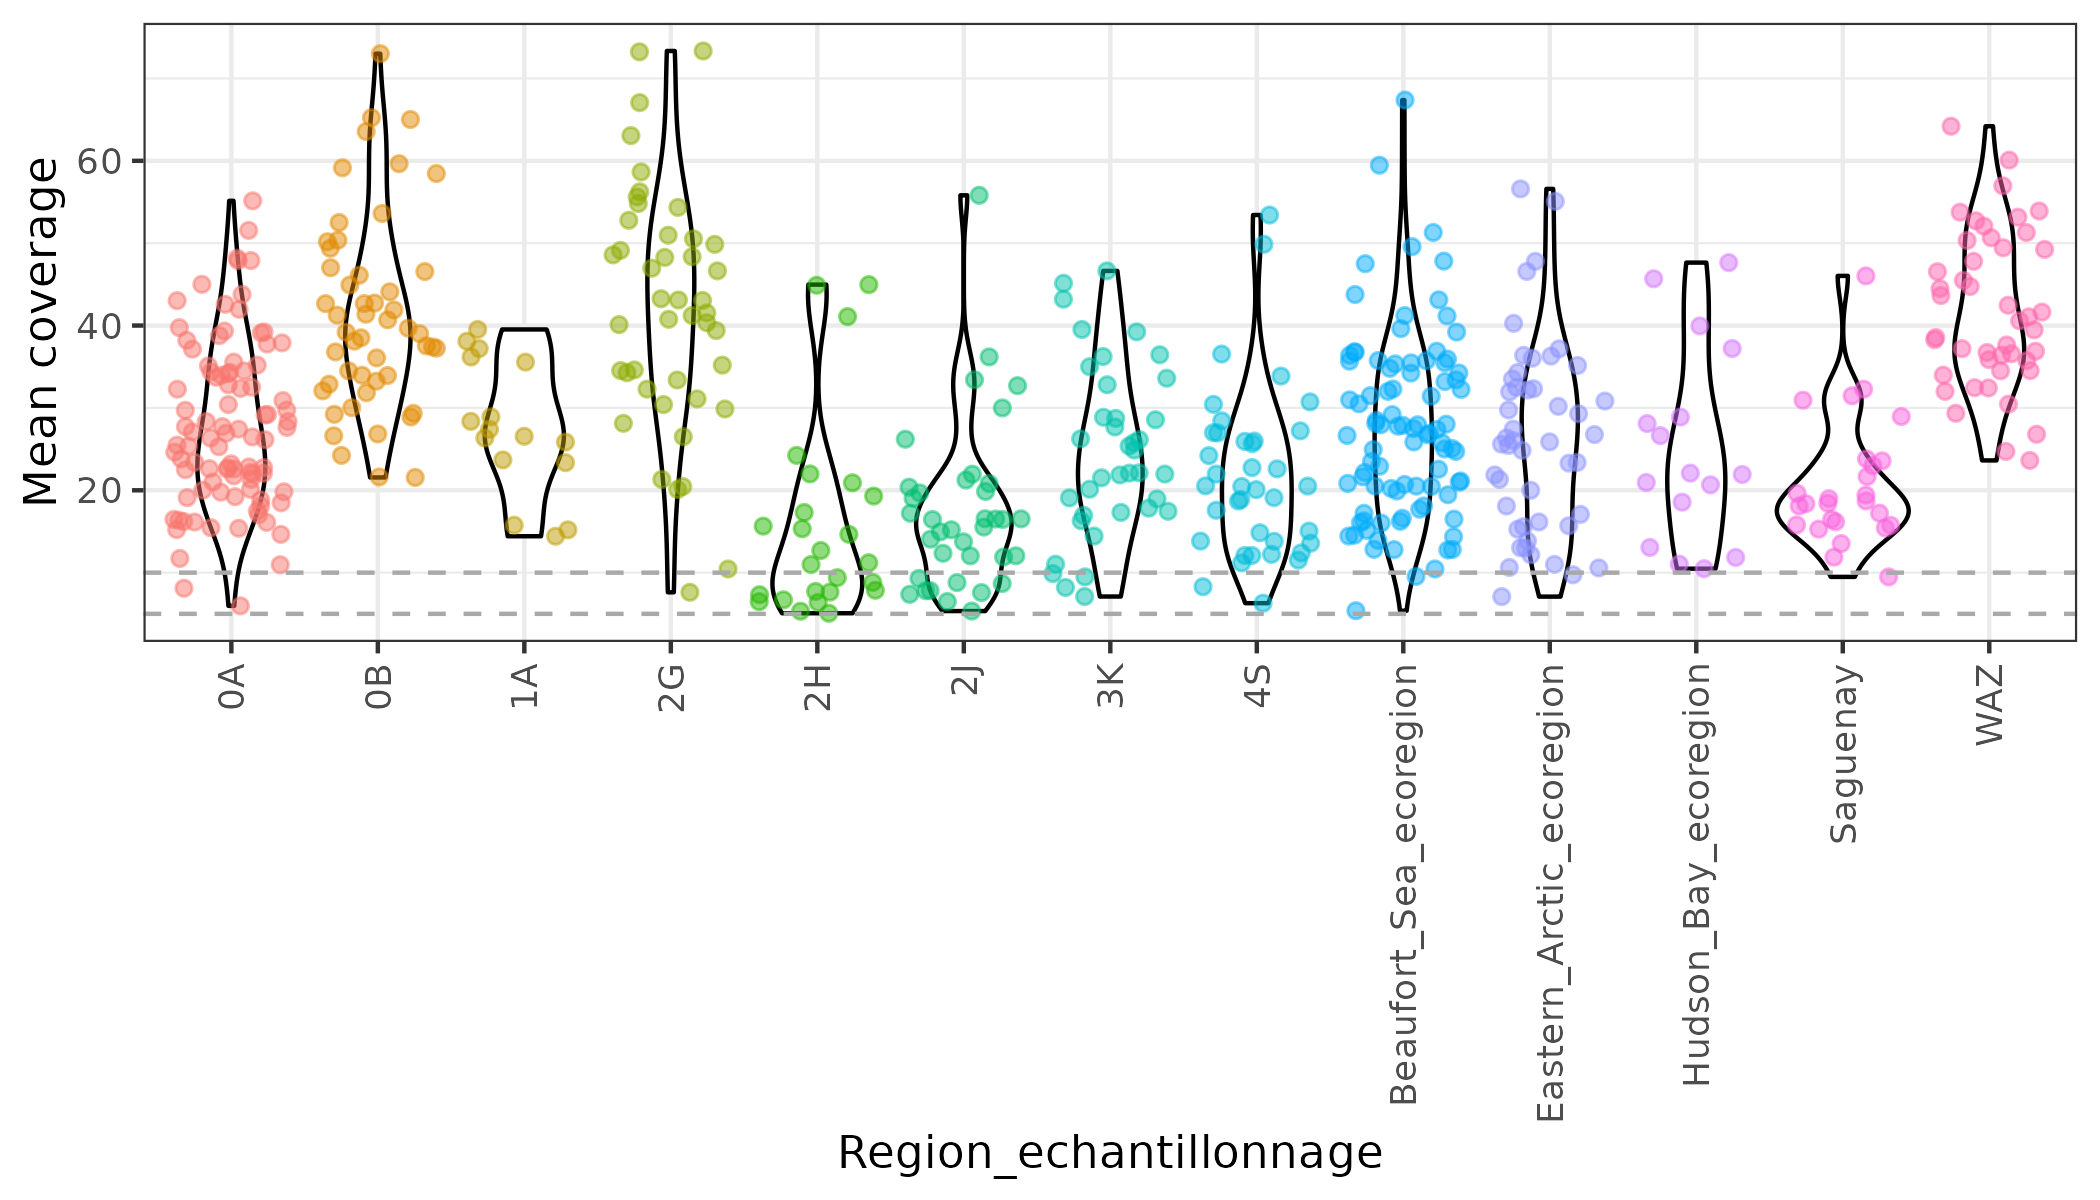 Mean coverage
60
40
20
0A
0B
1A
2G
2H
2J
3K
4S
Beaufort_Sea_ecoregion
Eastern_Arctic_ecoregion
Hudson_Bay_ecoregion
Saguenay
WAZ
Region_echantillonnage